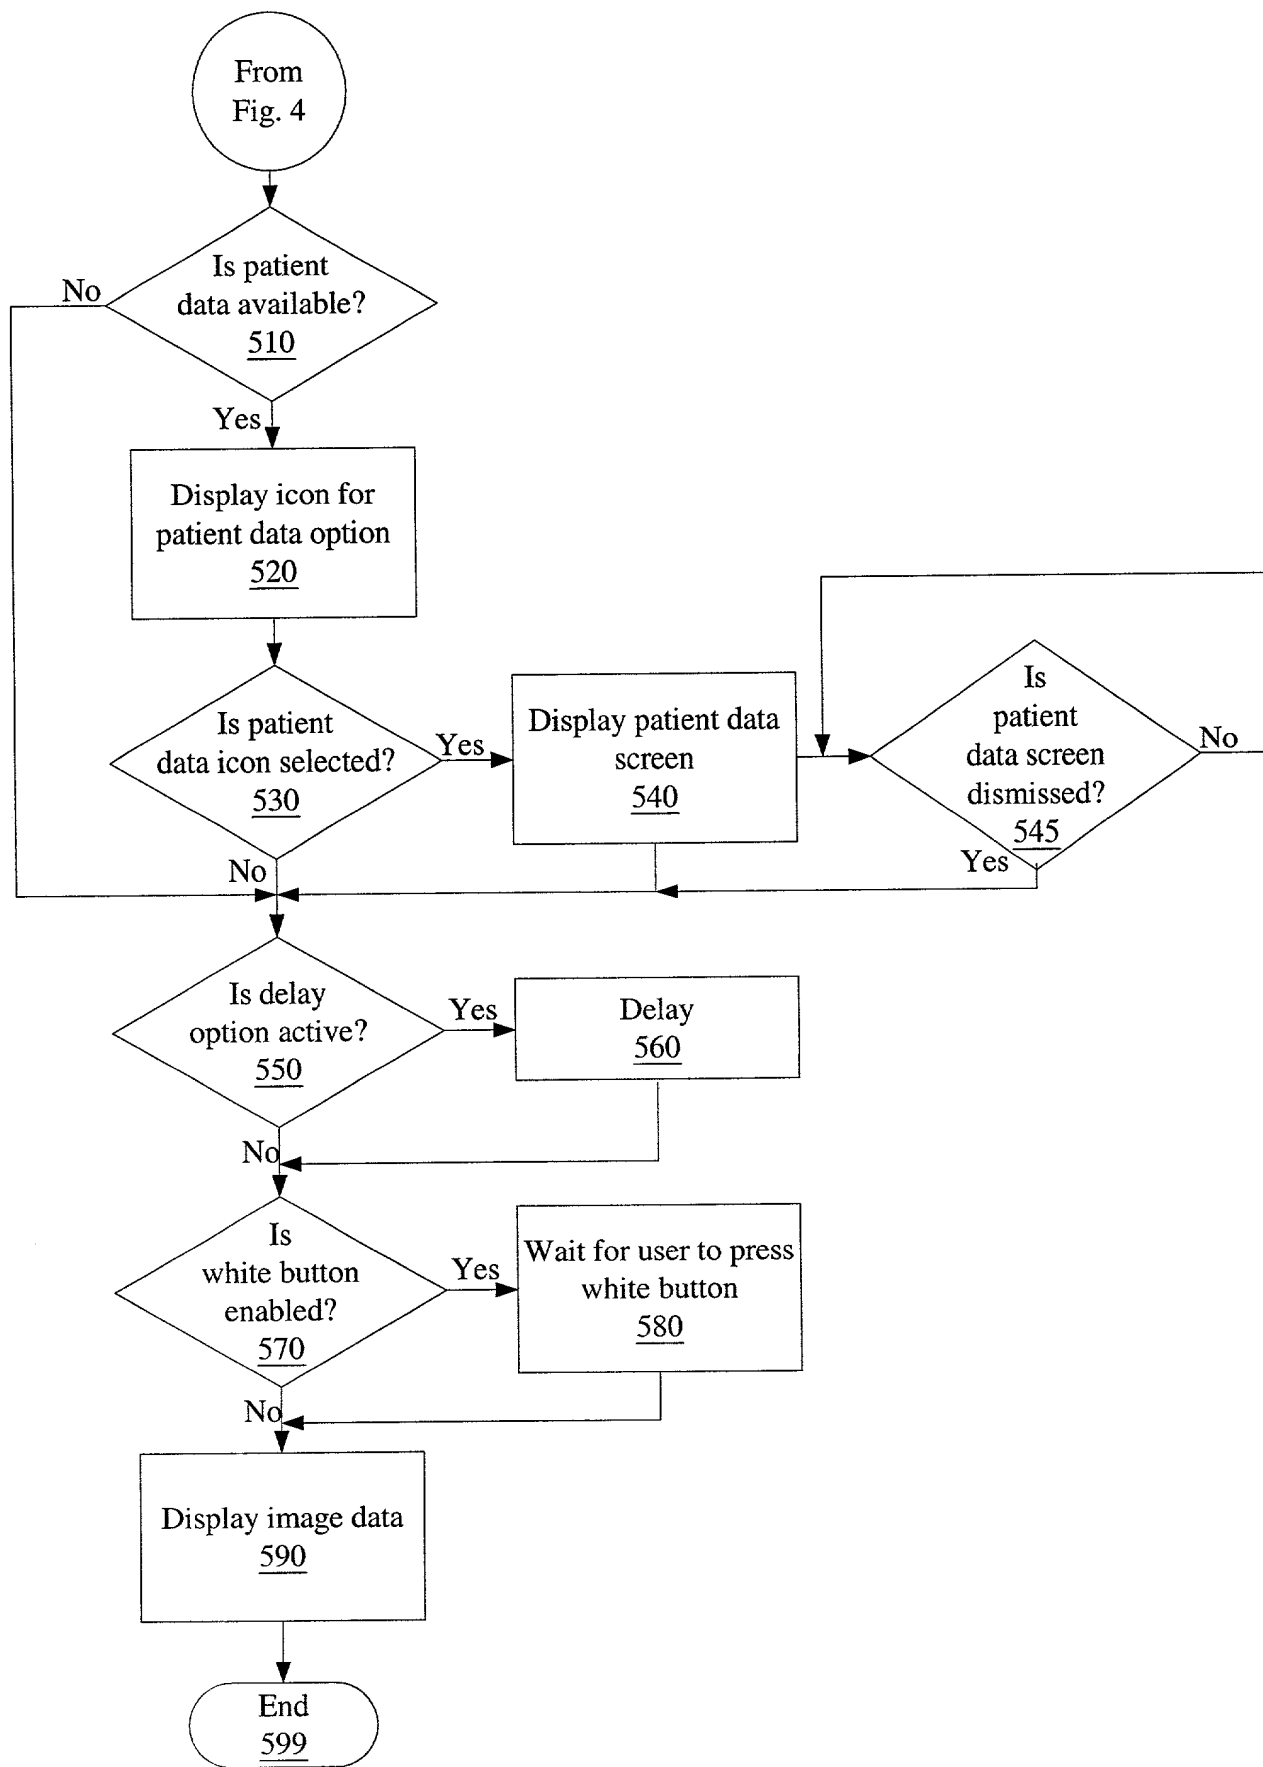 From
Fig. 4
No
Is patient
data available?
510
Yes
Display icon for
patient data option
520
Is patient
data icon selected?
530
Yes
Display patient data
screen
540
Is
patient
data screen
dismissed?
545
No
Yes
No
Is delay
option active?
550
Yes
Delay
560
No
Is
white button
enabled?
570
Yes
Wait for user to press
white button
580
No
Display image data
590
End
599